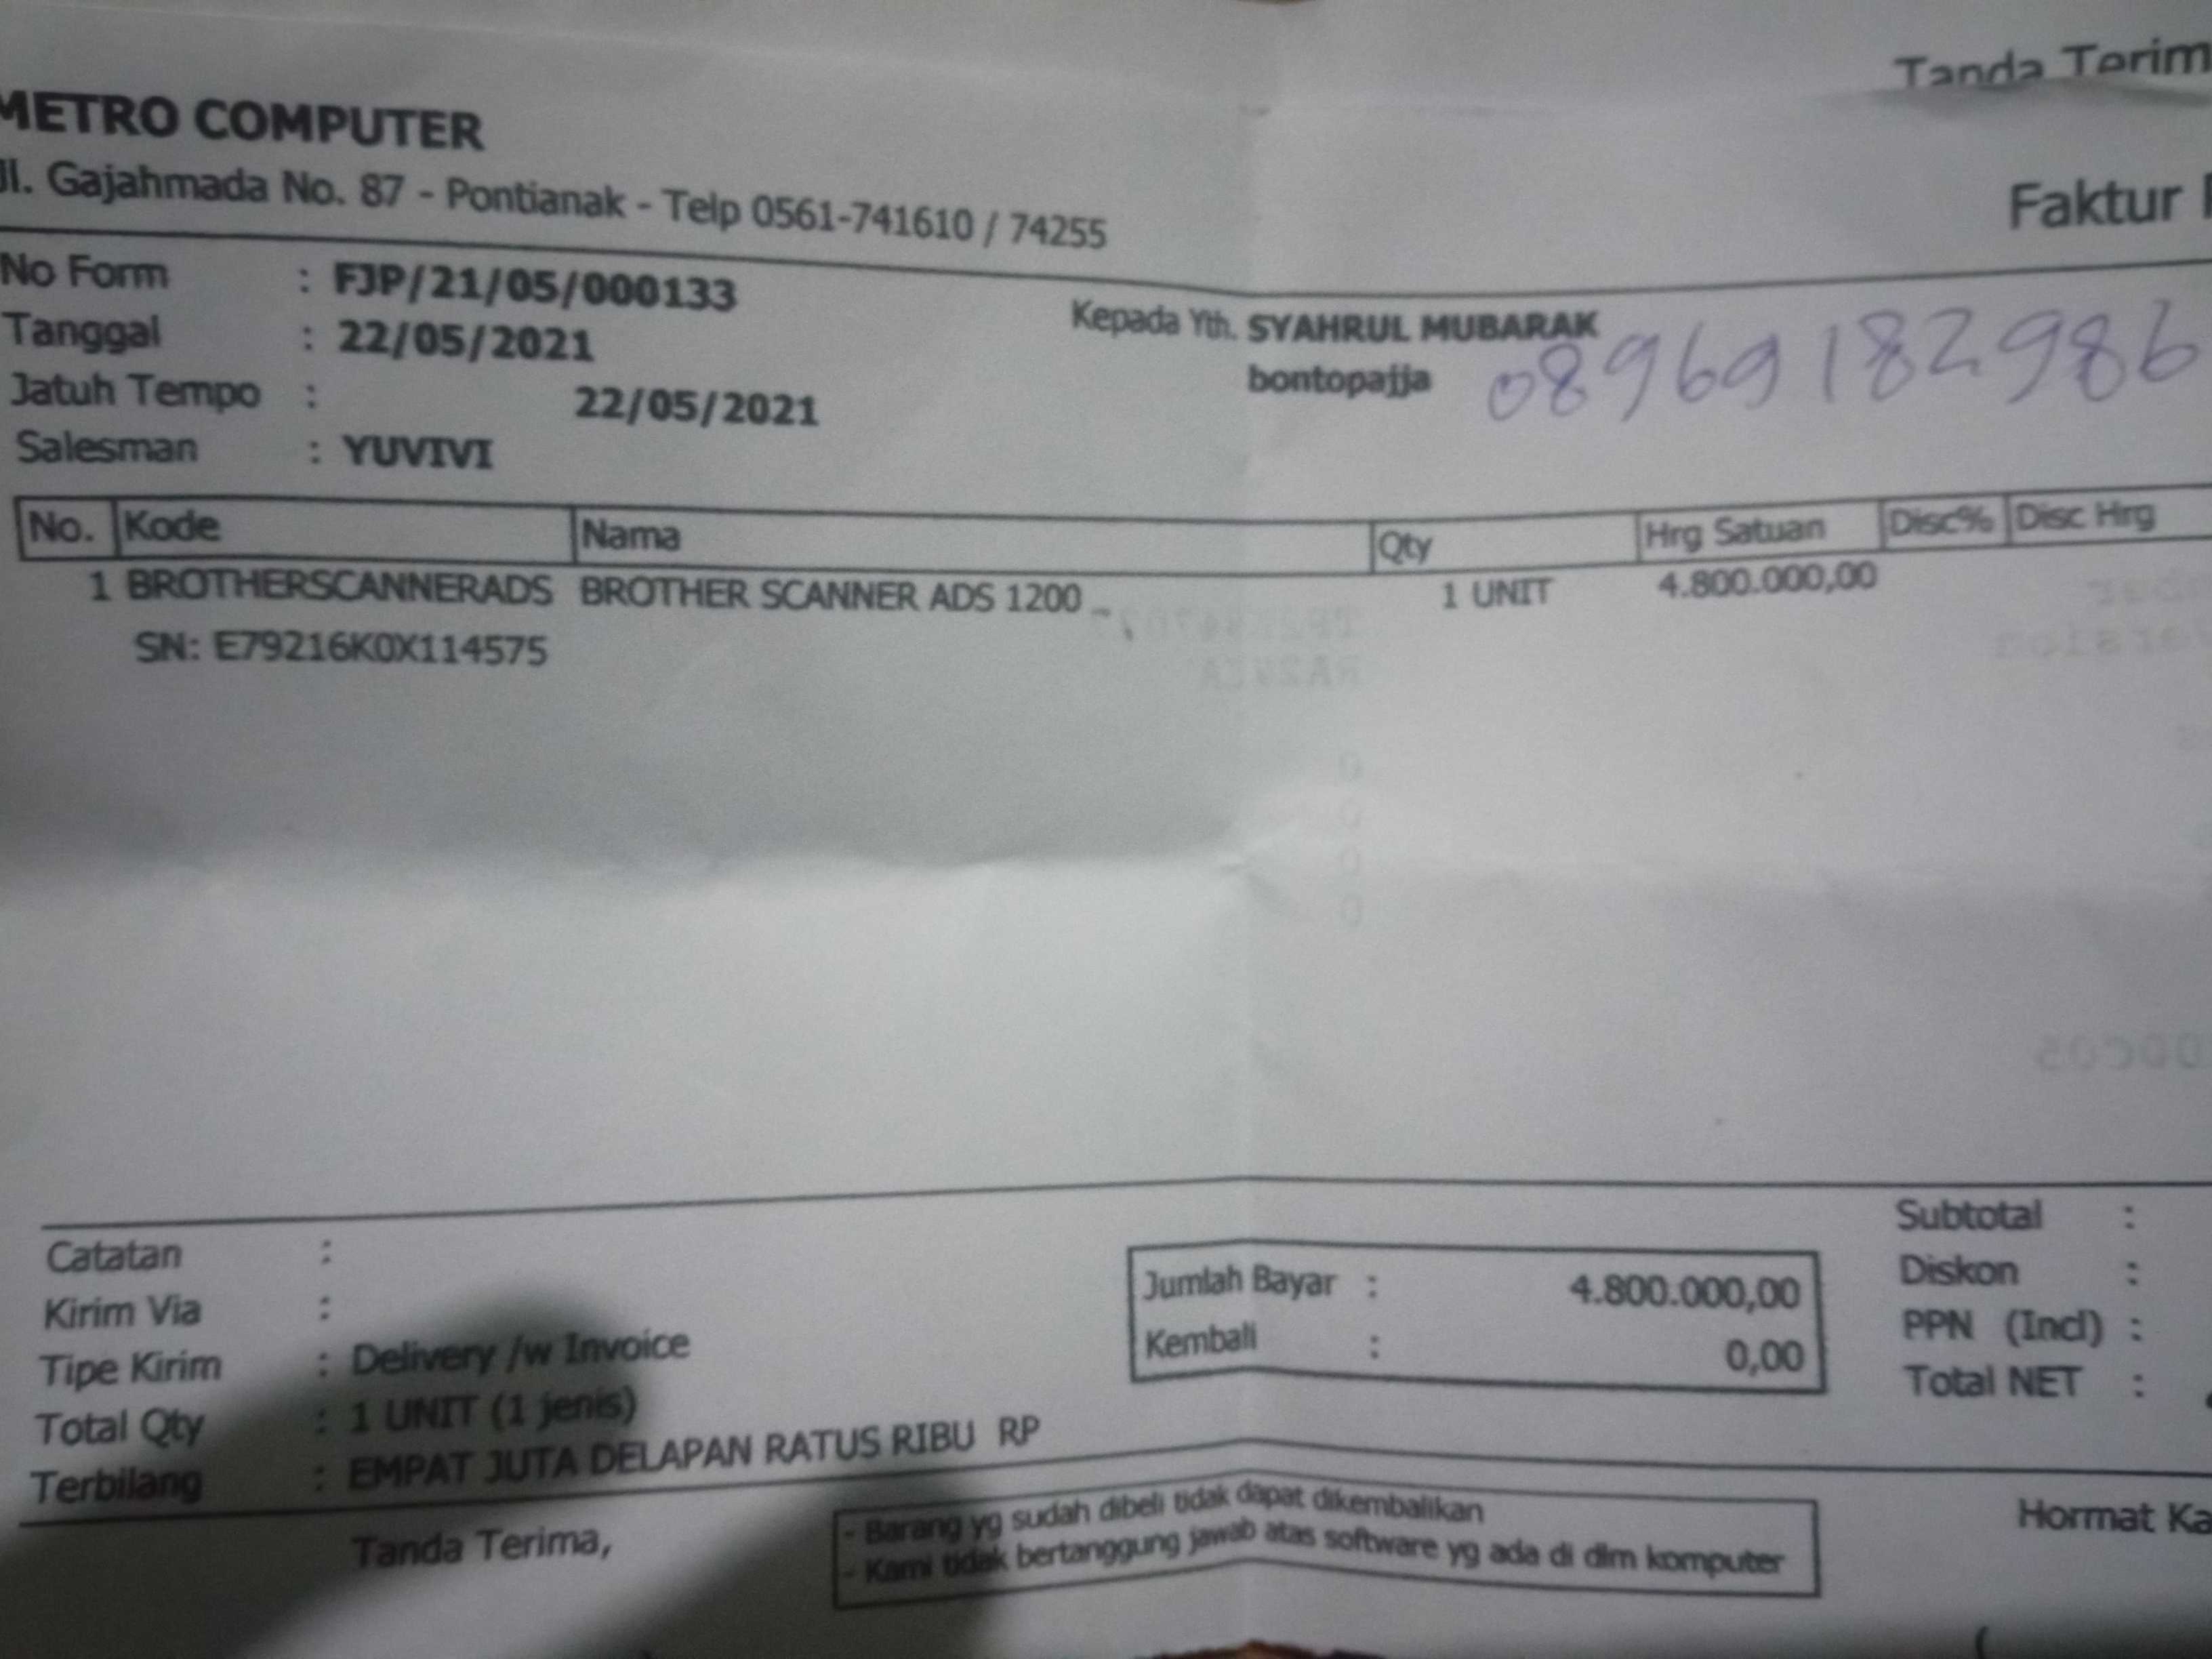 Tanda Terim
METRO COMPUTER
Jl. Gajahmada No. 87 - Pontianak - Telp 0561-741610 / 74255
Faktur
No Form : FJP/21/05/000133
Tanggal : 22/05/2021
Jatuh Tempo : 22/05/2021
Salesman : YUVIVI
Kepada Yth. SYAHRUL MUBARAK
bontopajja 08969182986
No. Kode Nama Qty Hrg Satuan Disc% Disc Hrg
1 BROTHERSCANNERADS BROTHER SCANNER ADS 1200 1 UNIT 4.800.000,00
SN: E79216K0X114575
Catatan :
Kirim Via :
Tipe Kirim : Delivery /w Invoice
Total Qty : 1 UNIT (1 jenis)
Terbilang : EMPAT JUTA DELAPAN RATUS RIBU RP
Jumlah Bayar : 4.800.000,00
Kembali : 0,00
Subtotal :
Diskon :
PPN (Incl) :
Total NET :
Tanda Terima,
- Barang yg sudah dibeli tidak dapat dikembalikan
- Kami tidak bertanggung jawab atas software yg ada di dlm komputer
Hormat Ka
(